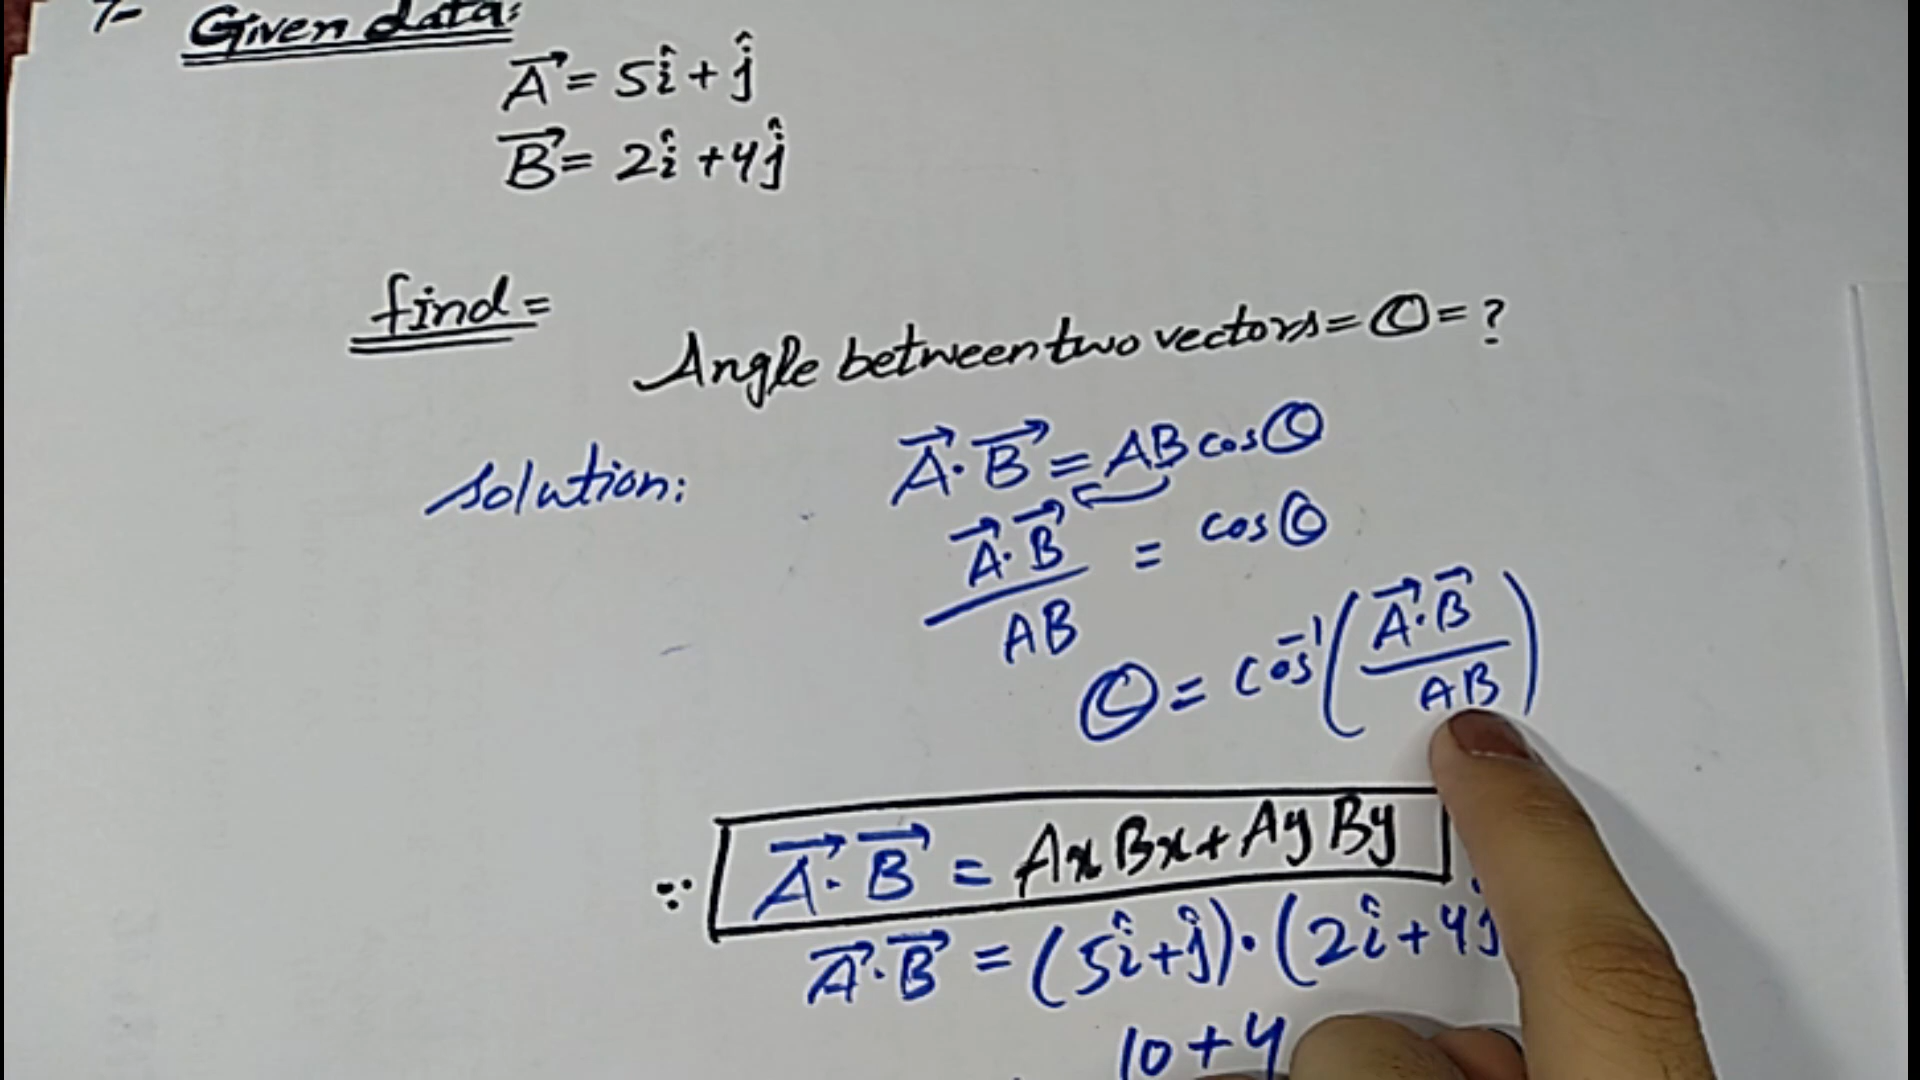 7- Given data:
A⃗ = 5î + ĵ
B⃗ = 2î + 4ĵ
find =
Angle between two vectors = θ = ?
Solution:
A⃗·B⃗ = AB cosθ
A⃗·B⃗ / AB = cosθ
θ = cos⁻¹(A⃗·B⃗ / AB)
∵ A⃗·B⃗ = AxBx + AyBy
A⃗·B⃗ = (5î + ĵ)·(2î + 4ĵ
10 + 4